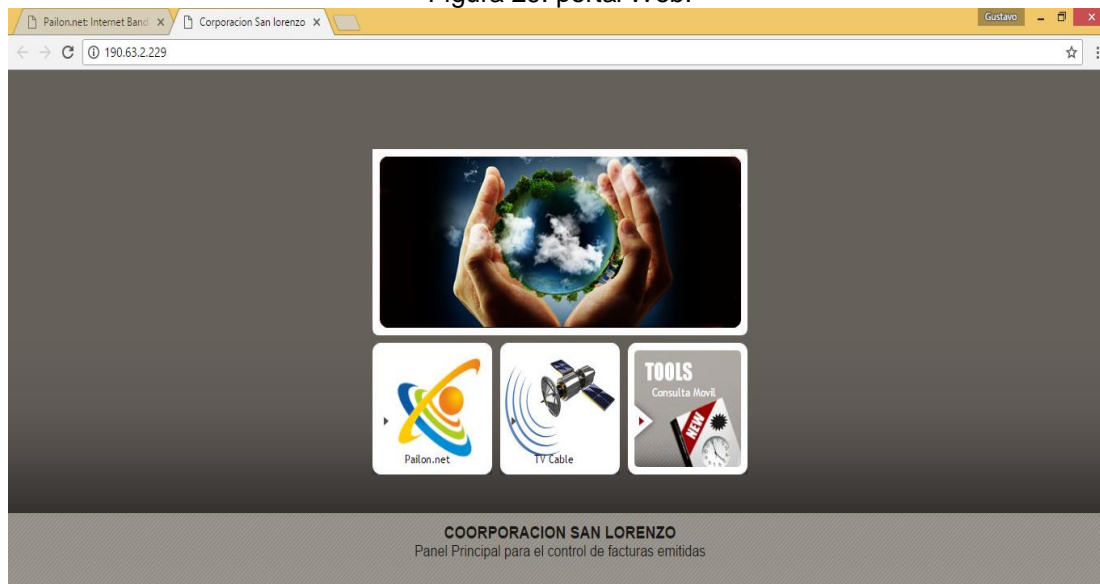 Figura portal Web.
Pailon.net: Internet Band
Corporacion San lorenzo
Gustavo
190.63.2.229
TOOLS
Consulta Movil
NEW
Pailon.net
TV Cable
COORPORACION SAN LORENZO
Panel Principal para el control de facturas emitidas